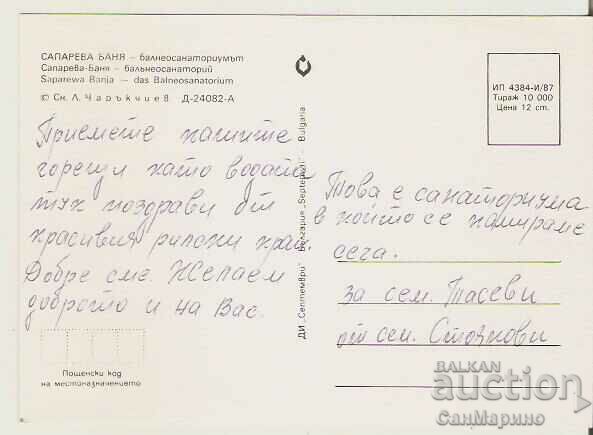 САПАРЕВА БАНЯ – балнеосанаториумът
Сапарева-Баня – бальнеосанаторий
Saparewa Banja — das Balneosanatorium
© Сн. Л. Чаръкчиев Д-24082-А
Приемете нашите
горещи като водата
тук поздрави от
красивия рилски край.
Добре сме. Желаем
доброто и на Вас.
Пощенски код
на местоназначението
ДИ „Септември" България „Septemvri" – Bulgaria
ИП 4384-И/87
Тираж 10 000
Цена 12 ст.
Това е санаториума
в който се намираме
сега.
за сем. Тасеви
от сем. Стоянови
BALKAN
auction
СанМарино